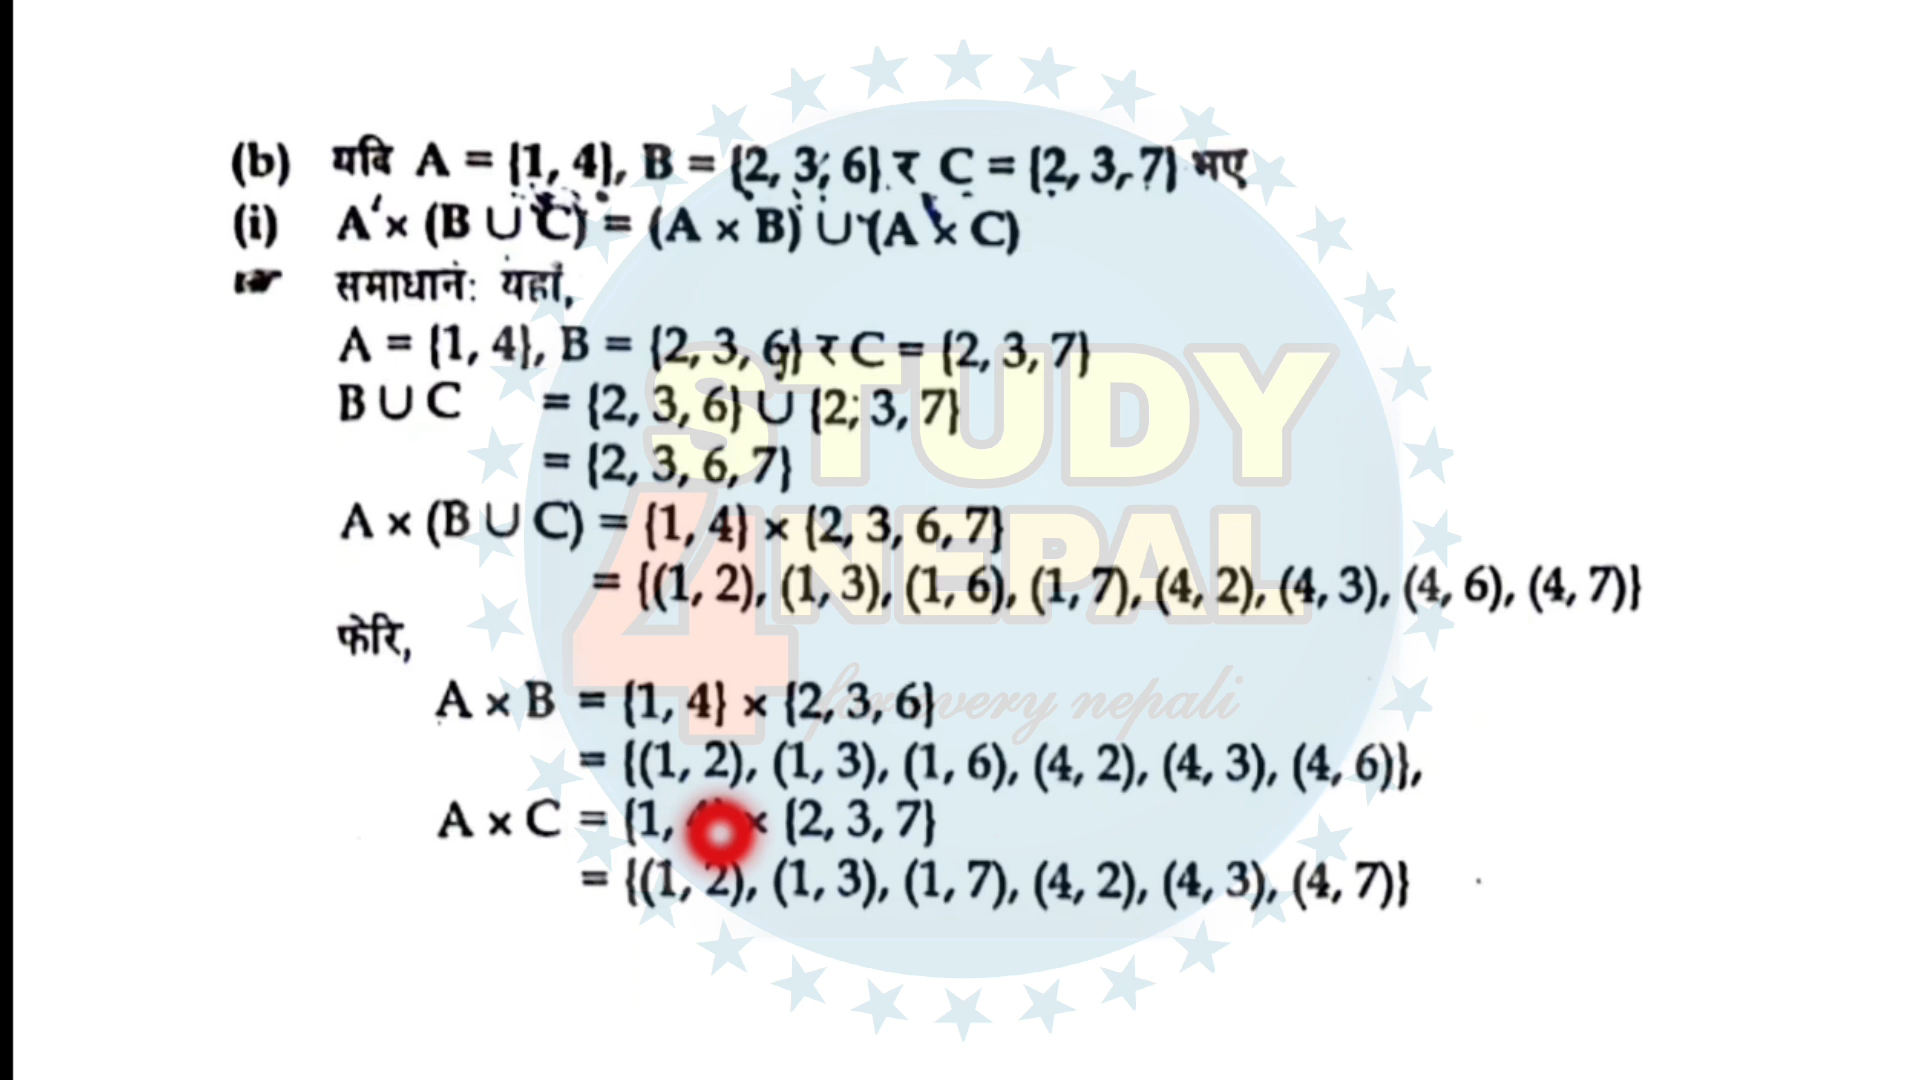 (b) यदि A = {1, 4}, B = {2, 3, 6} र C = {2, 3, 7} भए
(i) A × (B ∪ C) = (A × B) ∪ (A × C)
☞ समाधान: यहाँ,
A = {1, 4}, B = {2, 3, 6} र C = {2, 3, 7}
B ∪ C = {2, 3, 6} ∪ {2, 3, 7}
= {2, 3, 6, 7}
A × (B ∪ C) = {1, 4} × {2, 3, 6, 7}
= {(1, 2), (1, 3), (1, 6), (1, 7), (4, 2), (4, 3), (4, 6), (4, 7)}
फेरि,
A × B = {1, 4} × {2, 3, 6}
= {(1, 2), (1, 3), (1, 6), (4, 2), (4, 3), (4, 6)},
A × C = {1, × {2, 3, 7}
= {(1, 2), (1, 3), (1, 7), (4, 2), (4, 3), (4, 7)}
STUDY
4 NEPAL
for every nepali